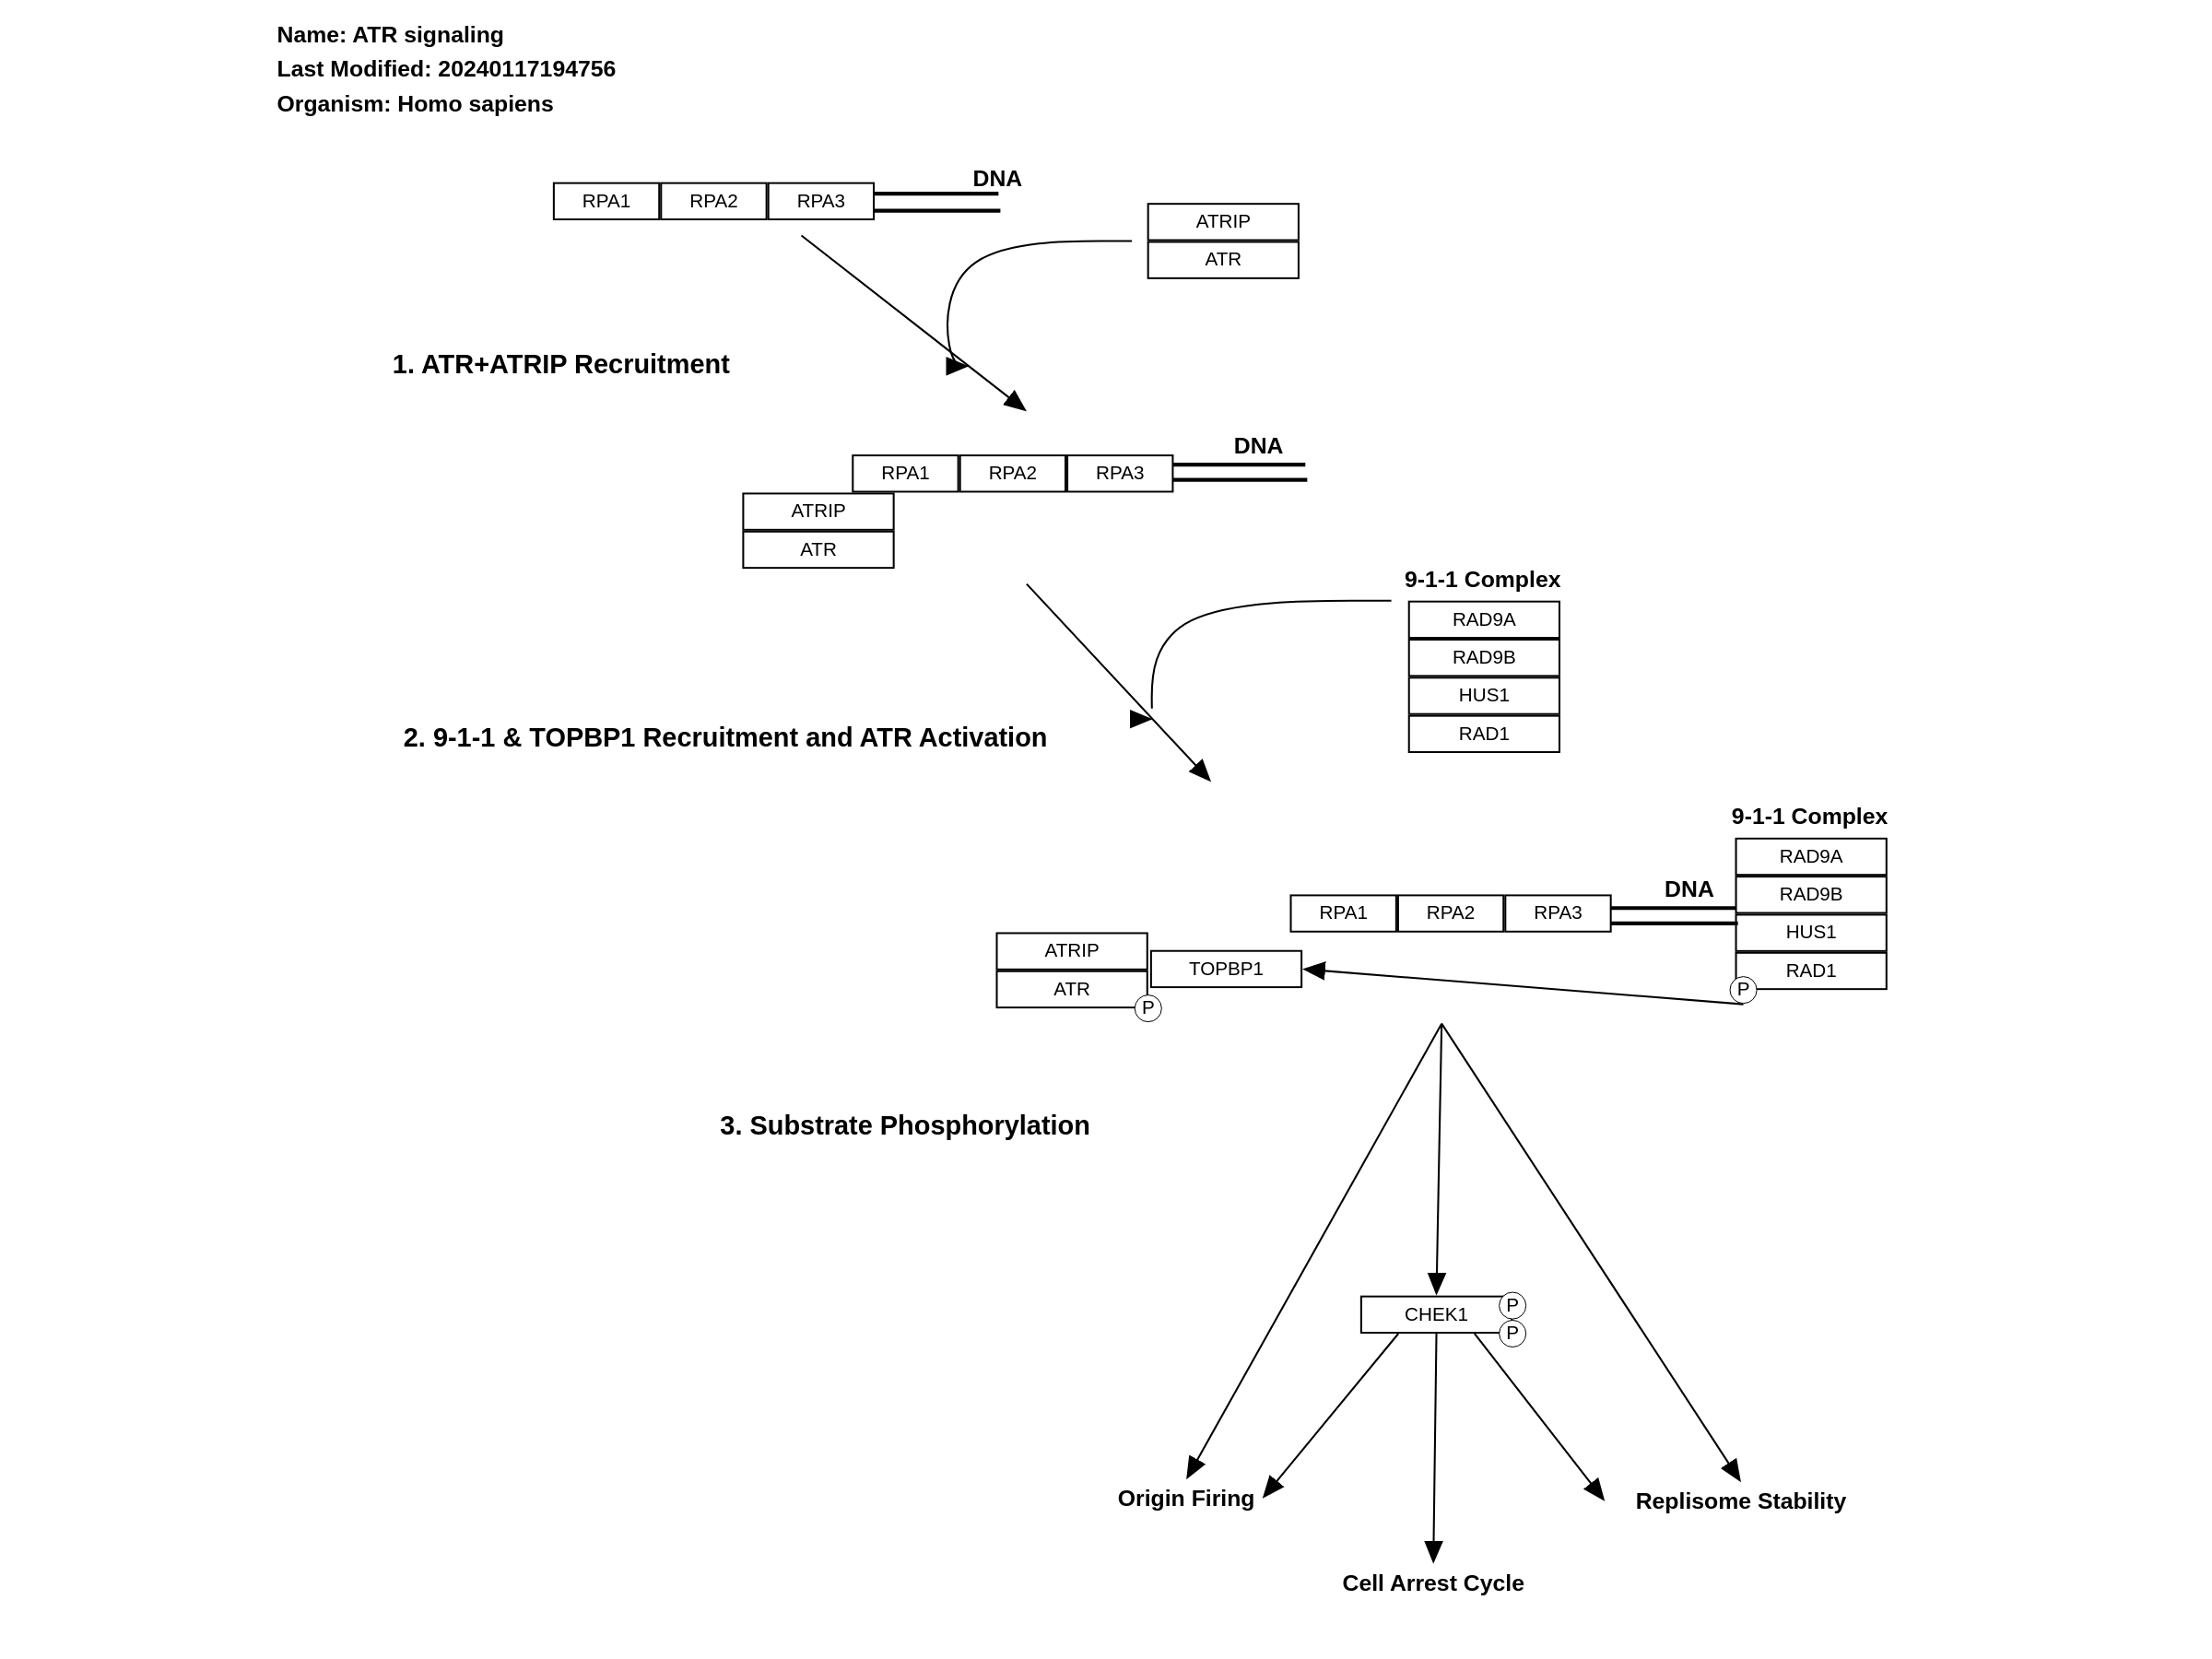 Name: ATR signaling
Last Modified: 20240117194756
Organism: Homo sapiens
DNA
RPA1 RPA2 RPA3
ATRIP
ATR
1. ATR+ATRIP Recruitment
DNA
RPA1 RPA2 RPA3
ATRIP
ATR
9-1-1 Complex
RAD9A
RAD9B
HUS1
RAD1
2. 9-1-1 & TOPBP1 Recruitment and ATR Activation
9-1-1 Complex
RAD9A
DNA
RAD9B
RPA1 RPA2 RPA3
HUS1
ATRIP
TOPBP1
RAD1
ATR
P
P
3. Substrate Phosphorylation
CHEK1
P
P
Origin Firing
Replisome Stability
Cell Arrest Cycle